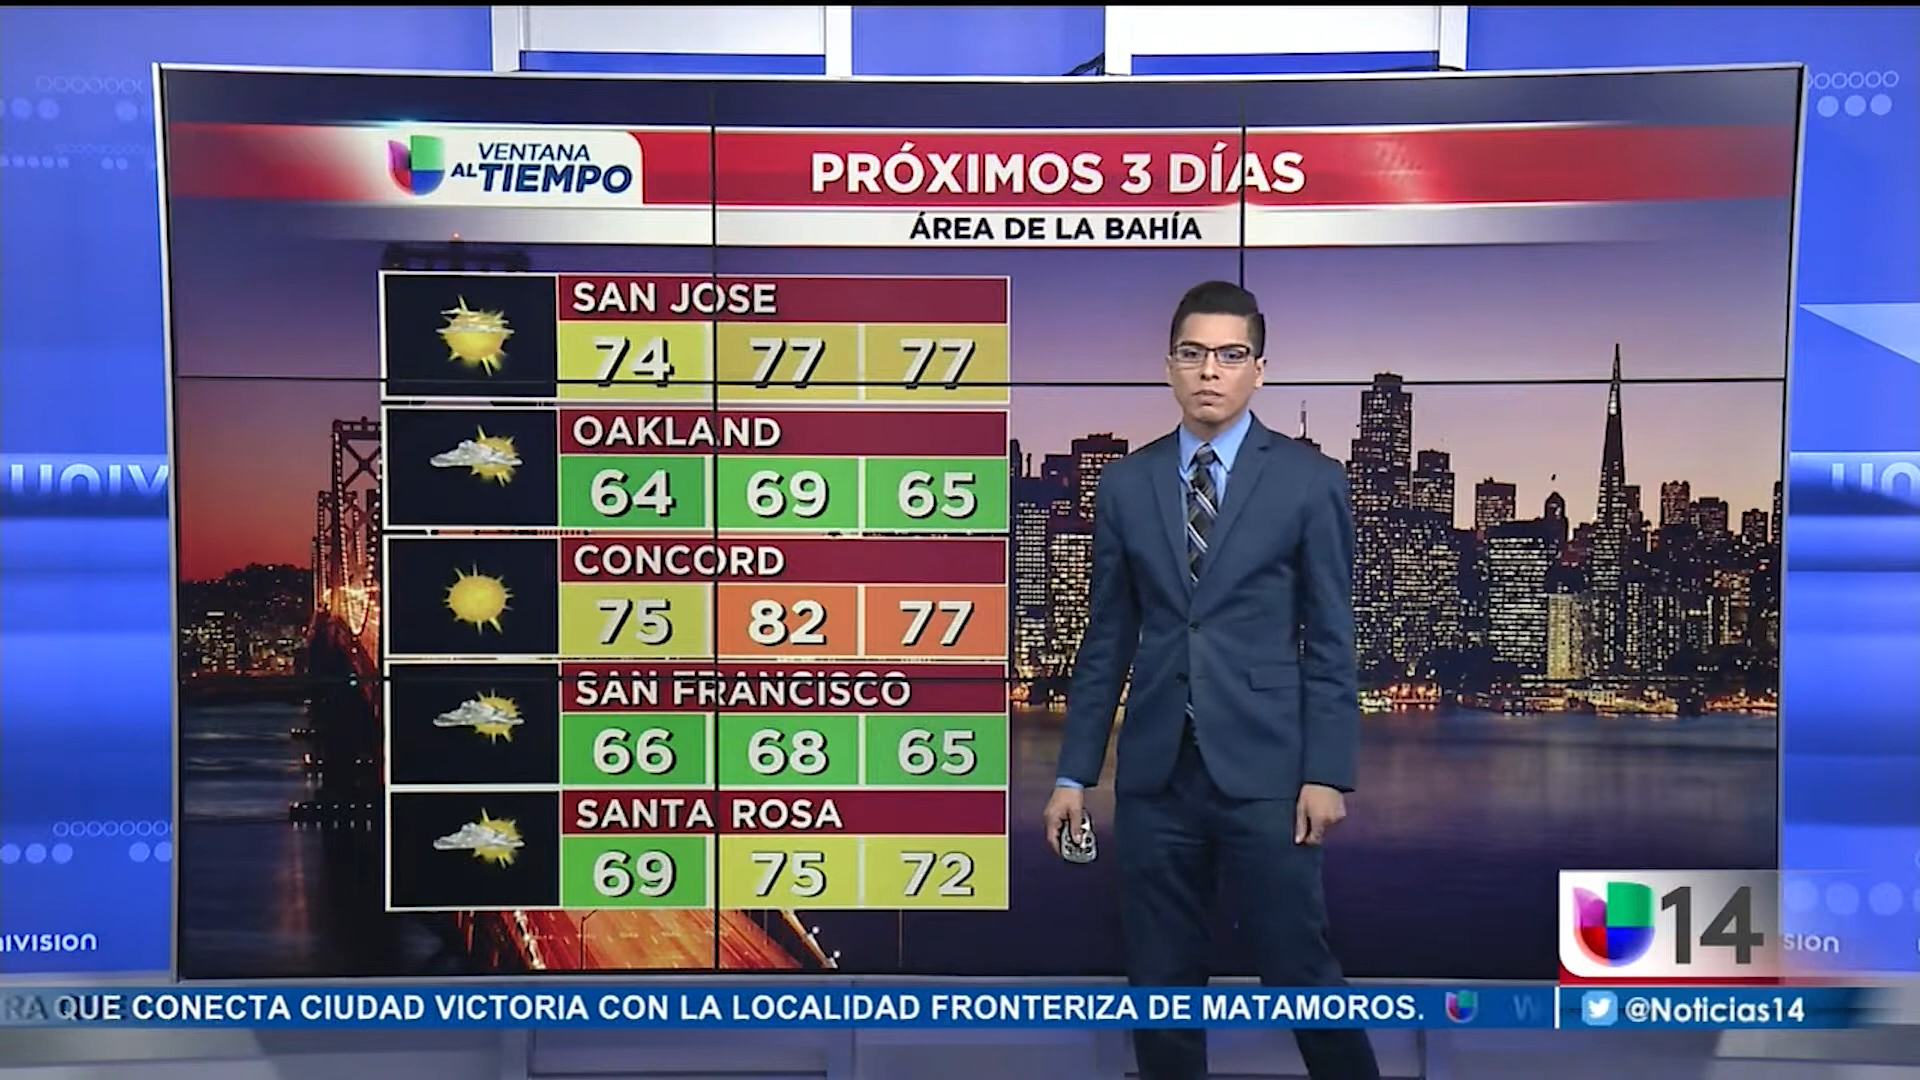 VENTANA
AL TIEMPO
PRÓXIMOS 3 DÍAS
ÁREA DE LA BAHÍA
SAN JOSE
74 77 77
OAKLAND
64 69 65
CONCORD
75 82 77
SAN FRANCISCO
66 68 65
SANTA ROSA
69 75 72
14
QUE CONECTA CIUDAD VICTORIA CON LA LOCALIDAD FRONTERIZA DE MATAMOROS.
@Noticias14